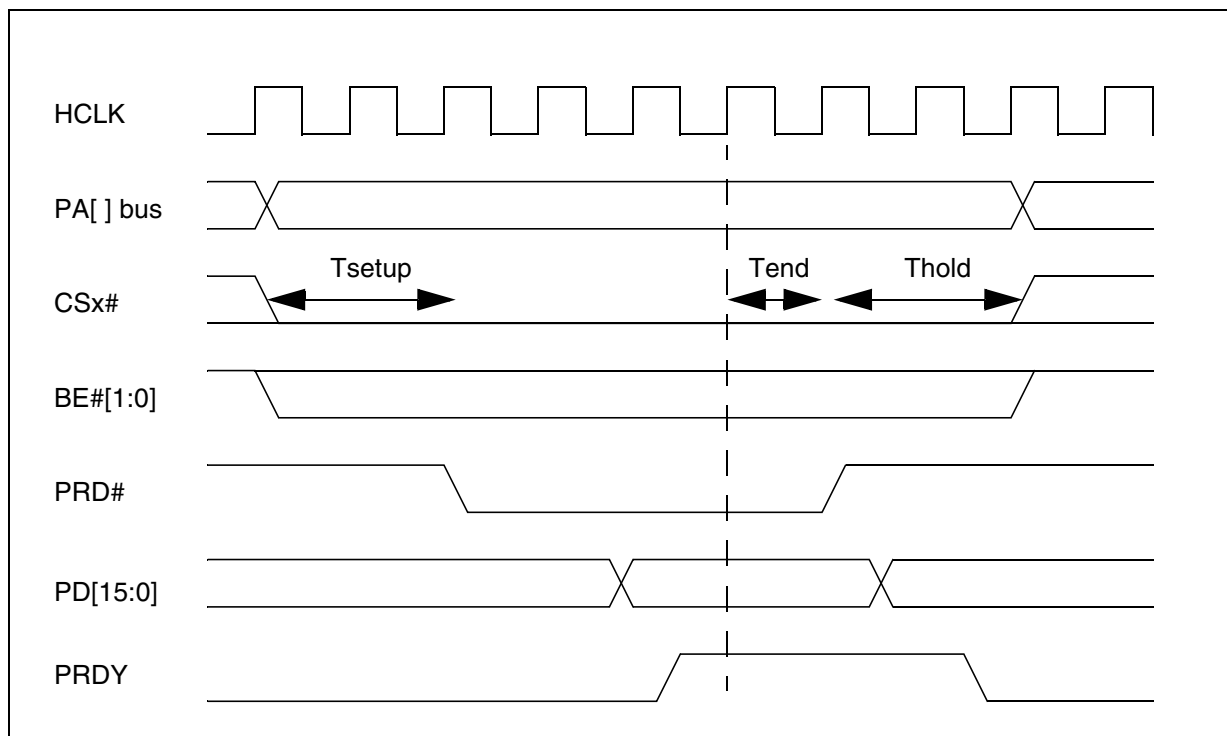 HCLK
PA[ ] bus
Tsetup
Tend
Thold
CSx#
BE#[1:0]
PRD#
PD[15:0]
PRDY